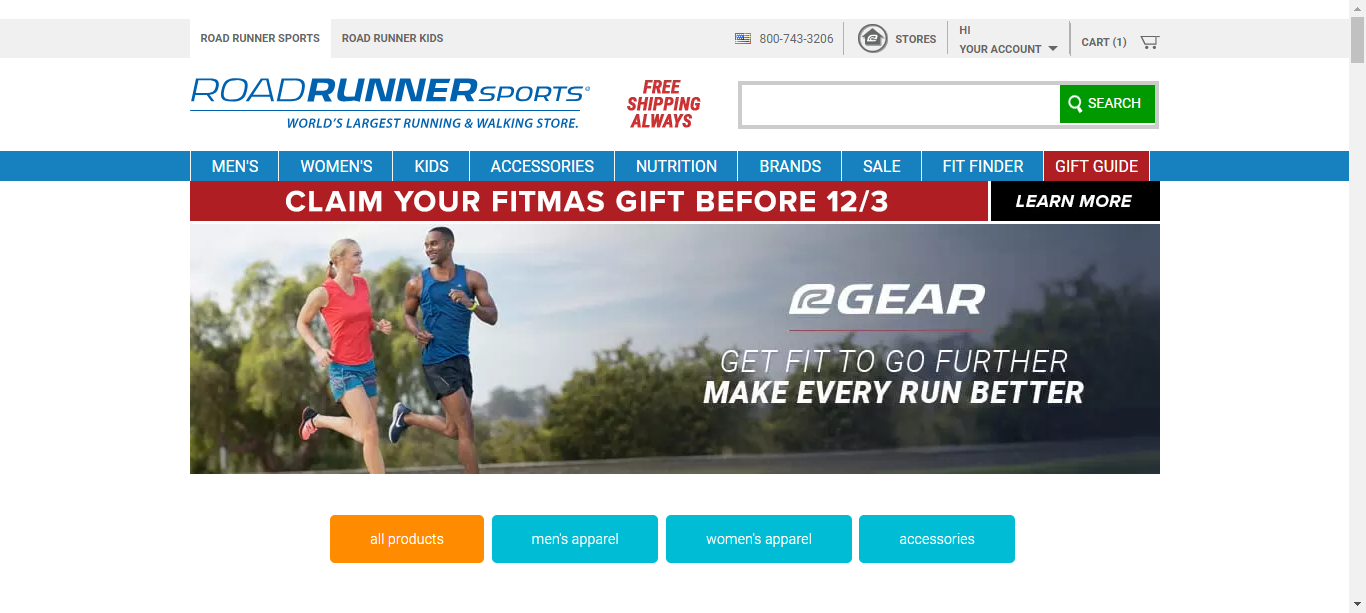 ROAD RUNNER SPORTS
ROAD RUNNER KIDS
800-743-3206
STORES
HI
YOUR ACCOUNT
CART (1)
ROADRUNNERSPORTS
WORLD'S LARGEST RUNNING & WALKING STORE.
FREE
SHIPPING
ALWAYS
SEARCH
MEN'S
WOMEN'S
KIDS
ACCESSORIES
NUTRITION
BRANDS
SALE
FIT FINDER
GIFT GUIDE
CLAIM YOUR FITMAS GIFT BEFORE 12/3
LEARN MORE
GEAR
GET FIT TO GO FURTHER
MAKE EVERY RUN BETTER
all products
men's apparel
women's apparel
accessories